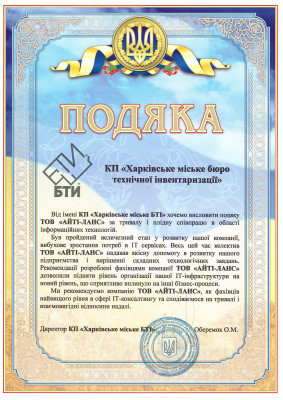 ПОДЯКА
БТИ
БТИ
КП «Харківське міське бюро
технічної інвентаризації»
Від імені КП «Харківське міське БТІ» хочемо висловити подяку
ТОВ «АЙТІ-ЛАНС» за тривалу і плідну співпрацю в області
інформаційних технологій.
Був пройдений величезний етап у розвитку нашої компанії,
вибухове зростання потреб в ІТ сервісах. Весь цей час колектив
ТОВ «АЙТІ-ЛАНС» надавав якісну допомогу в розвитку нашого
підприємства і вирішенні складних технологічних завдань.
Рекомендації розроблені фахівцями компанії ТОВ «АЙТІ-ЛАНС»
дозволили підняти рівень організації нашої ІТ-інфраструктури на
новий рівень, що сприятливо вплинуло на інші бізнес-процеси.
Ми рекомендуємо компанію ТОВ «АЙТІ-ЛАНС», як фахівців
найвищого рівня в сфері ІТ-консалтингу та сподіваємося на тривалі і
взаємовигідні відносини надалі.
Директор КП «Харківське міське БТІ»
Оберемок О.М.